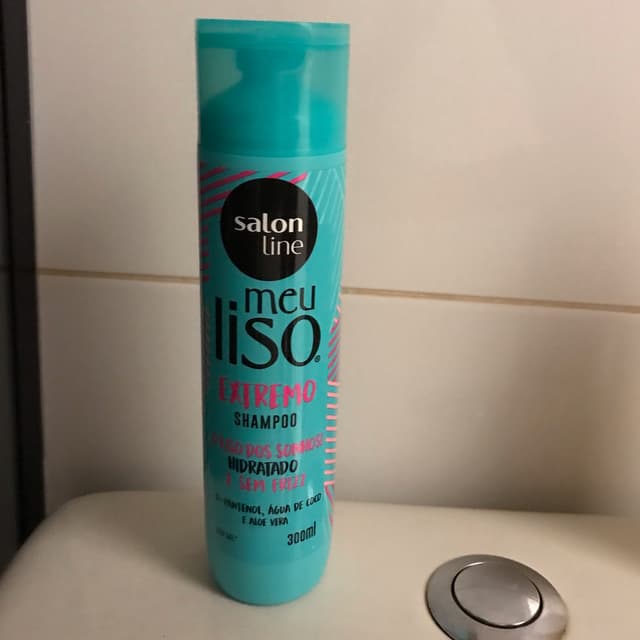 salon
line
meu
liso®
EXTREMO
SHAMPOO
LISO DOS SONHOS!
HIDRATADO
E SEM FRIZZ
D-PANTENOL, ÁGUA DE COCO
E ALOE VERA
300ml